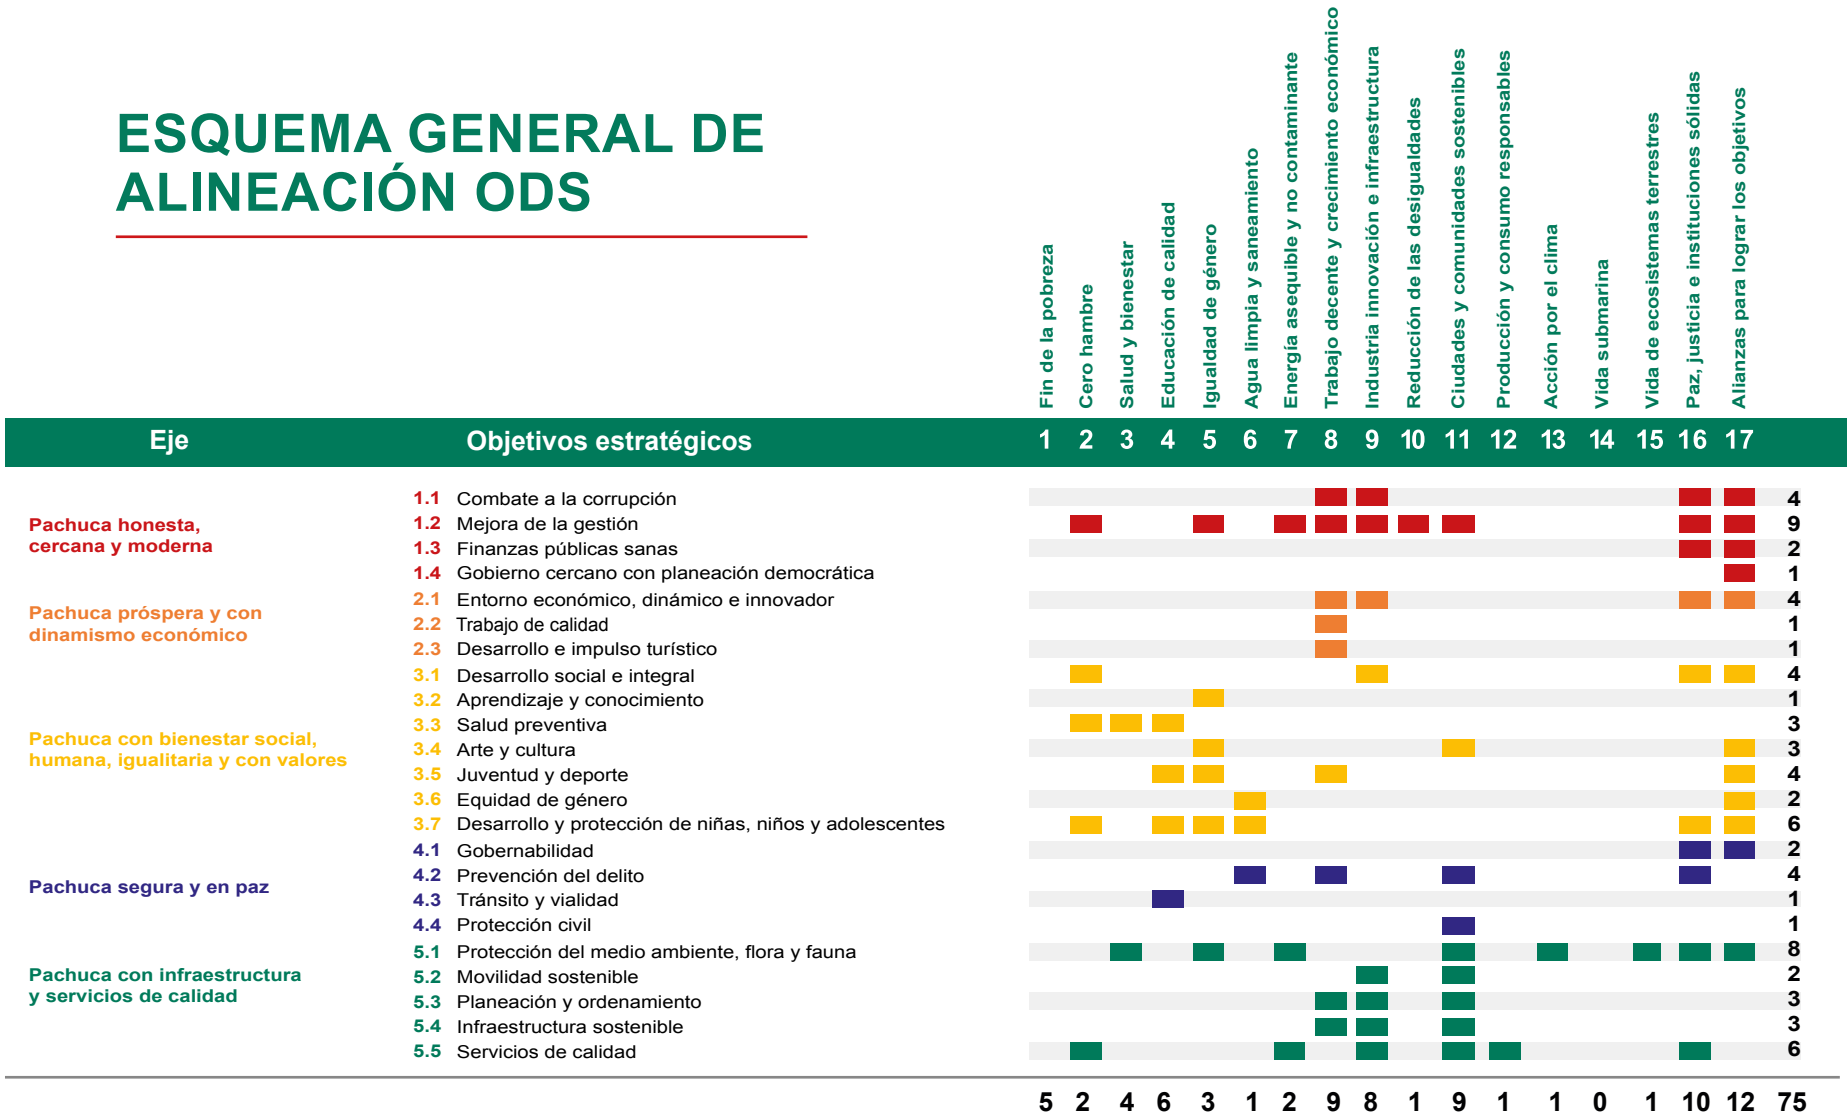 ESQUEMA GENERAL DE
ALINEACIÓN ODS
Fin de la pobreza
Cero hambre
Salud y bienestar
Educación de calidad
Igualdad de género
Agua limpia y saneamiento
Energía asequible y no contaminante
Trabajo decente y crecimiento económico
Industria innovación e infraestructura
Reducción de las desigualdades
Ciudades y comunidades sostenibles
Producción y consumo responsables
Acción por el clima
Vida submarina
Vida de ecosistemas terrestres
Paz, justicia e instituciones sólidas
Alianzas para lograr los objetivos
Eje Objetivos estratégicos 1 2 3 4 5 6 7 8 9 10 11 12 13 14 15 16 17
Pachuca honesta,
cercana y moderna
1.1 Combate a la corrupción 4
1.2 Mejora de la gestión 9
1.3 Finanzas públicas sanas 2
1.4 Gobierno cercano con planeación democrática 1
Pachuca próspera y con
dinamismo económico
2.1 Entorno económico, dinámico e innovador 4
2.2 Trabajo de calidad 1
2.3 Desarrollo e impulso turístico 1
Pachuca con bienestar social,
humana, igualitaria y con valores
3.1 Desarrollo social e integral 4
3.2 Aprendizaje y conocimiento 1
3.3 Salud preventiva 3
3.4 Arte y cultura 3
3.5 Juventud y deporte 4
3.6 Equidad de género 2
3.7 Desarrollo y protección de niñas, niños y adolescentes 6
Pachuca segura y en paz
4.1 Gobernabilidad 2
4.2 Prevención del delito 4
4.3 Tránsito y vialidad 1
4.4 Protección civil 1
Pachuca con infraestructura
y servicios de calidad
5.1 Protección del medio ambiente, flora y fauna 8
5.2 Movilidad sostenible 2
5.3 Planeación y ordenamiento 3
5.4 Infraestructura sostenible 3
5.5 Servicios de calidad 6
5 2 4 6 3 1 2 9 8 1 9 1 1 0 1 10 12 75